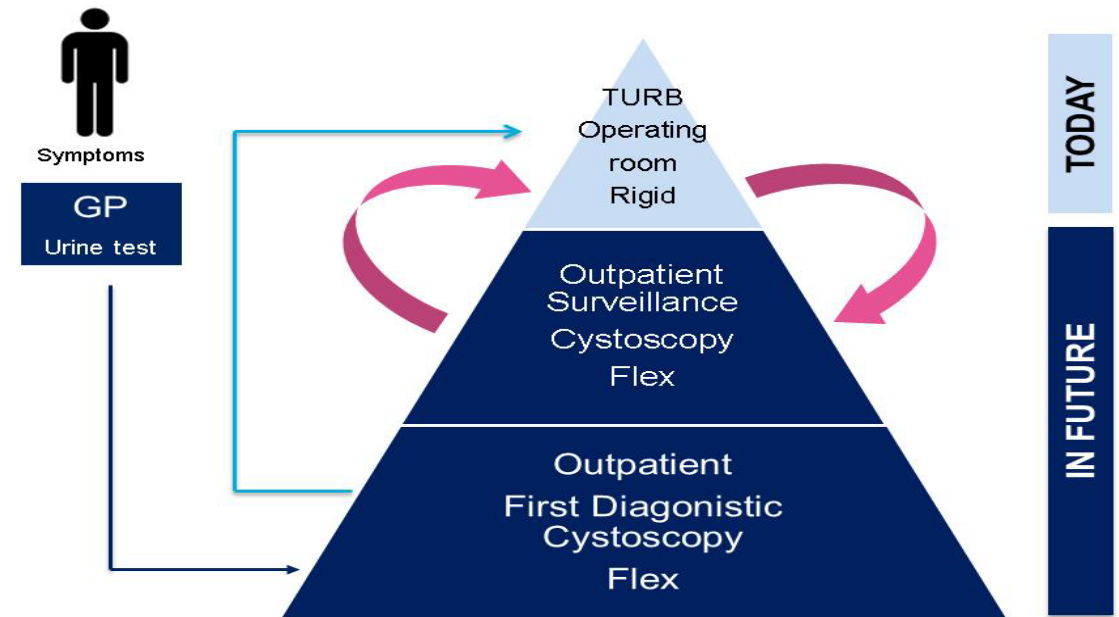 Symptoms
GP
Urine test
TURB
Operating
room
Rigid
Outpatient
Surveillance
Cystoscopy
Flex
Outpatient
First Diagonistic
Cystoscopy
Flex
TODAY
IN FUTURE